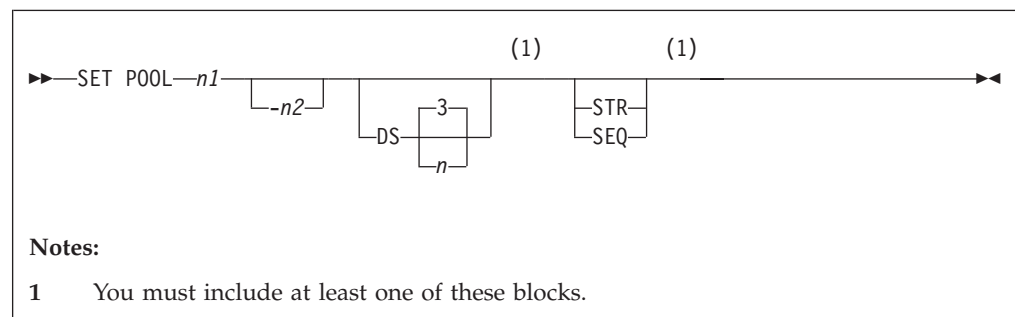 (1) (1)
SET POOL n1
-n2
3
DS
n
STR
SEQ
Notes:
1 You must include at least one of these blocks.